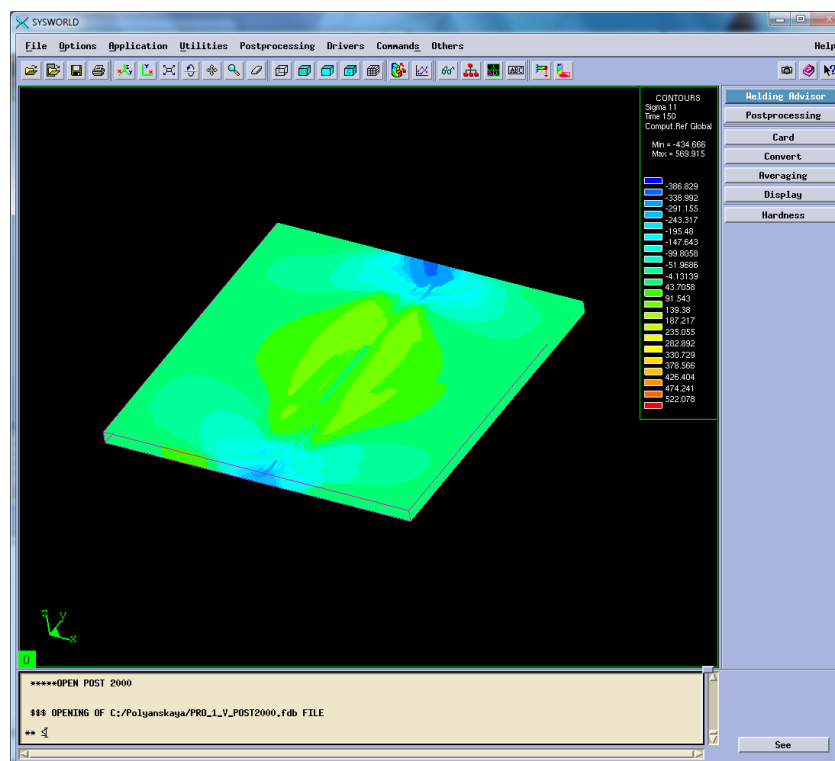 SYSWORLD
File Options Application Utilities Postprocessing Drivers Commands Others Help
ABC
CONTOURS
Sigma 11
Time 150
Comput.Ref Global
Min = -434.666
Max = 569.915
-386.829
-338.992
-291.155
-243.317
-195.48
-147.643
-99.8058
-51.9686
-4.13139
43.7058
91.543
139.38
187.217
235.055
282.892
330.729
378.566
426.404
474.241
522.078
Welding Advisor
Postprocessing
Card
Convert
Averaging
Display
Hardness
Z Y
X
0
*****OPEN POST 2000
$$$ OPENING OF C:/Polyanskaya/PRO_1_V_POST2000.fdb FILE
**
See